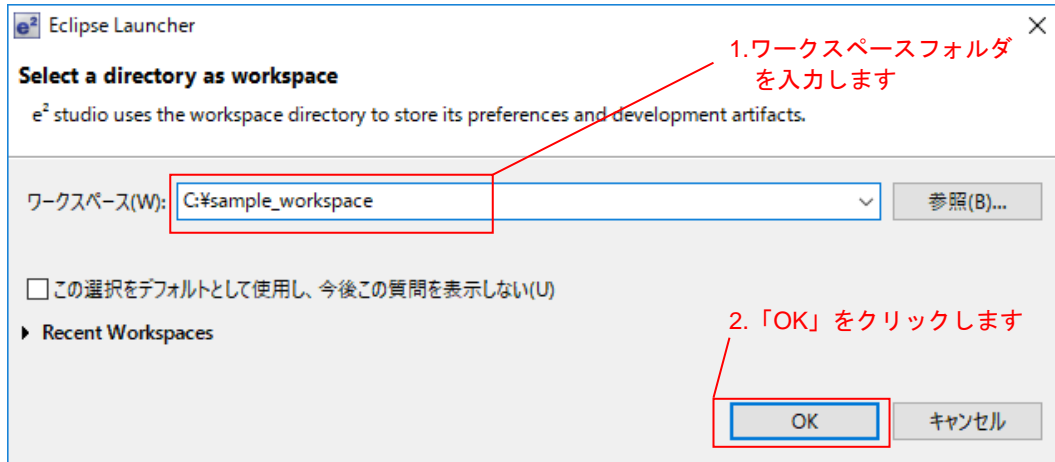 e² Eclipse Launcher
1.ワークスペースフォルダ
を入力します
Select a directory as workspace
e² studio uses the workspace directory to store its preferences and development artifacts.
ワークスペース(W): C:¥sample_workspace 参照(B)...
この選択をデフォルトとして使用し、今後この質問を表示しない(U)
Recent Workspaces
2.「OK」をクリックします
OK キャンセル